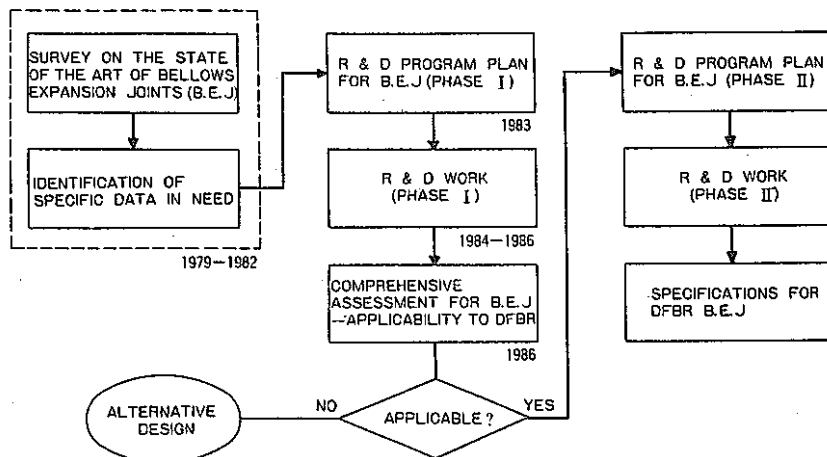 SURVEY ON THE STATE
OF THE ART OF BELLOWS
EXPANSION JOINTS (B.E.J)
IDENTIFICATION OF
SPECIFIC DATA IN NEED
1979-1982
R & D PROGRAM PLAN
FOR B.E.J (PHASE I)
1983
R & D WORK
(PHASE I)
1984-1986
COMPREHENSIVE
ASSESSMENT FOR B.E.J
--APPLICABILITY TO DFBR
1986
APPLICABLE?
NO
YES
ALTERNATIVE
DESIGN
R & D PROGRAM PLAN
FOR B.E.J (PHASE II)
R & D WORK
(PHASE II)
SPECIFICATIONS FOR
DFBR B.E.J